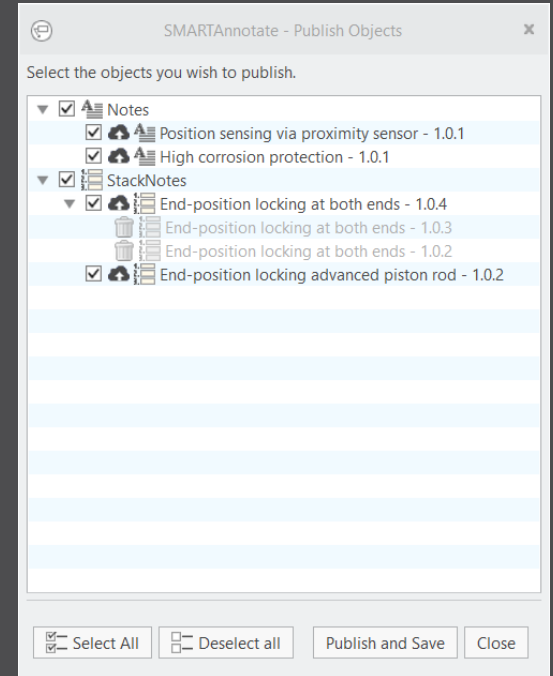 SMARTAnnotate - Publish Objects
Select the objects you wish to publish.
Notes
Position sensing via proximity sensor - 1.0.1
High corrosion protection - 1.0.1
StackNotes
End-position locking at both ends - 1.0.4
End-position locking at both ends - 1.0.3
End-position locking at both ends - 1.0.2
End-position locking advanced piston rod - 1.0.2
Select All Deselect all Publish and Save Close